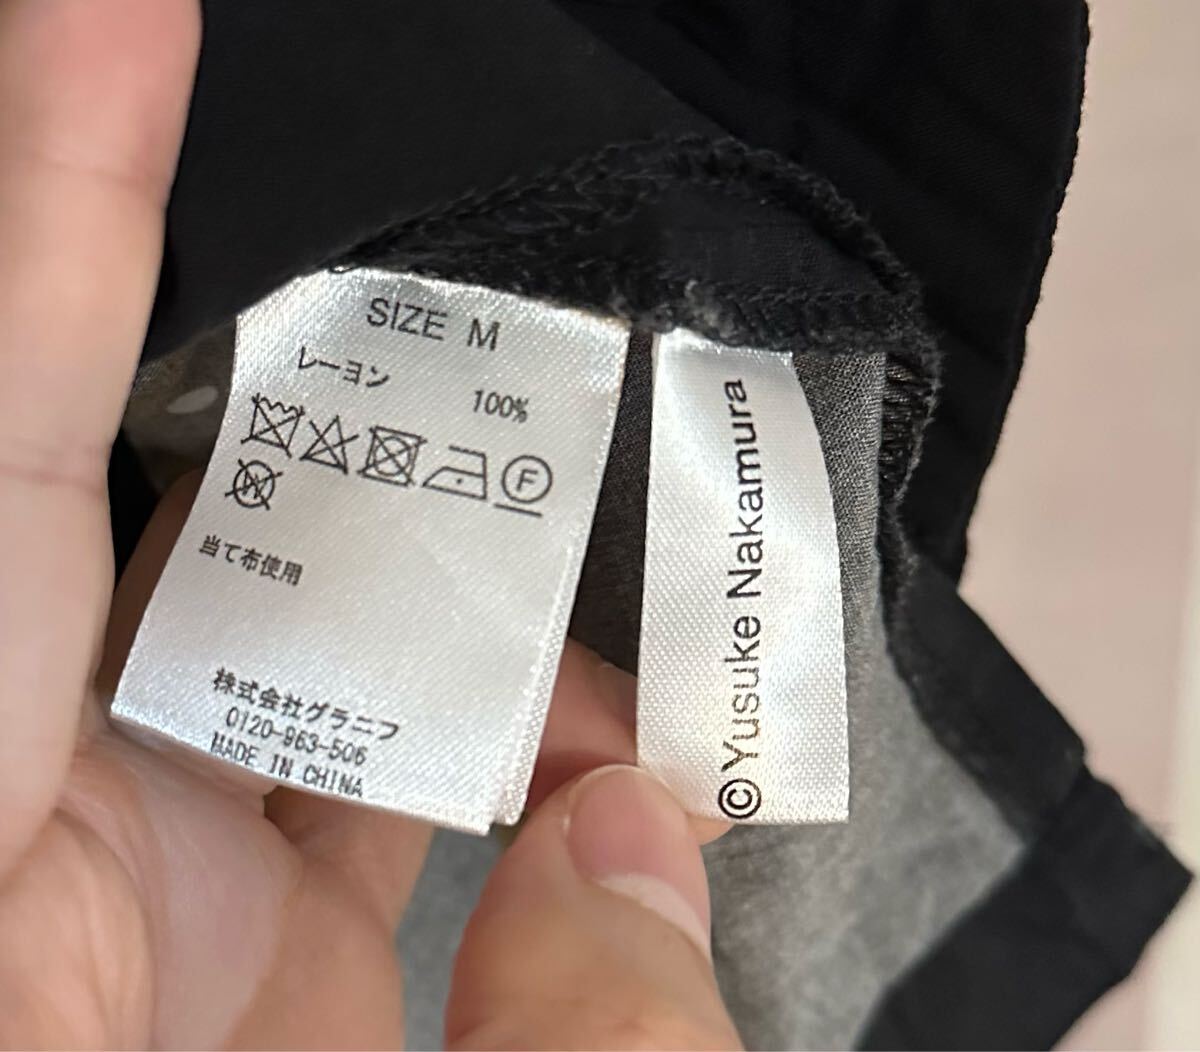 SIZE M
レーヨン 100%
F
W
当て布使用
株式会社グラニフ
0120-963-506
MADE IN CHINA
©Yusuke Nakamura